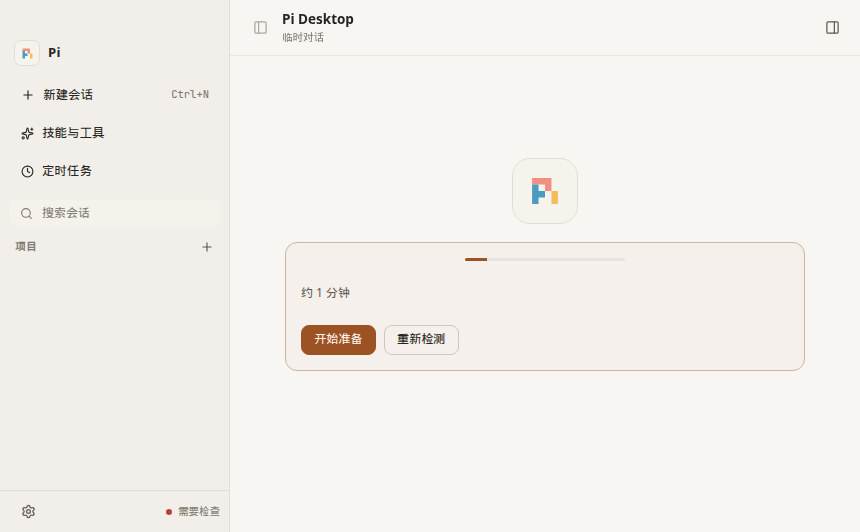 Pi
新建会话 Ctrl+N
技能与工具
定时任务
搜索会话
项目
需要检查
Pi Desktop
临时对话
约 1 分钟
开始准备 重新检测